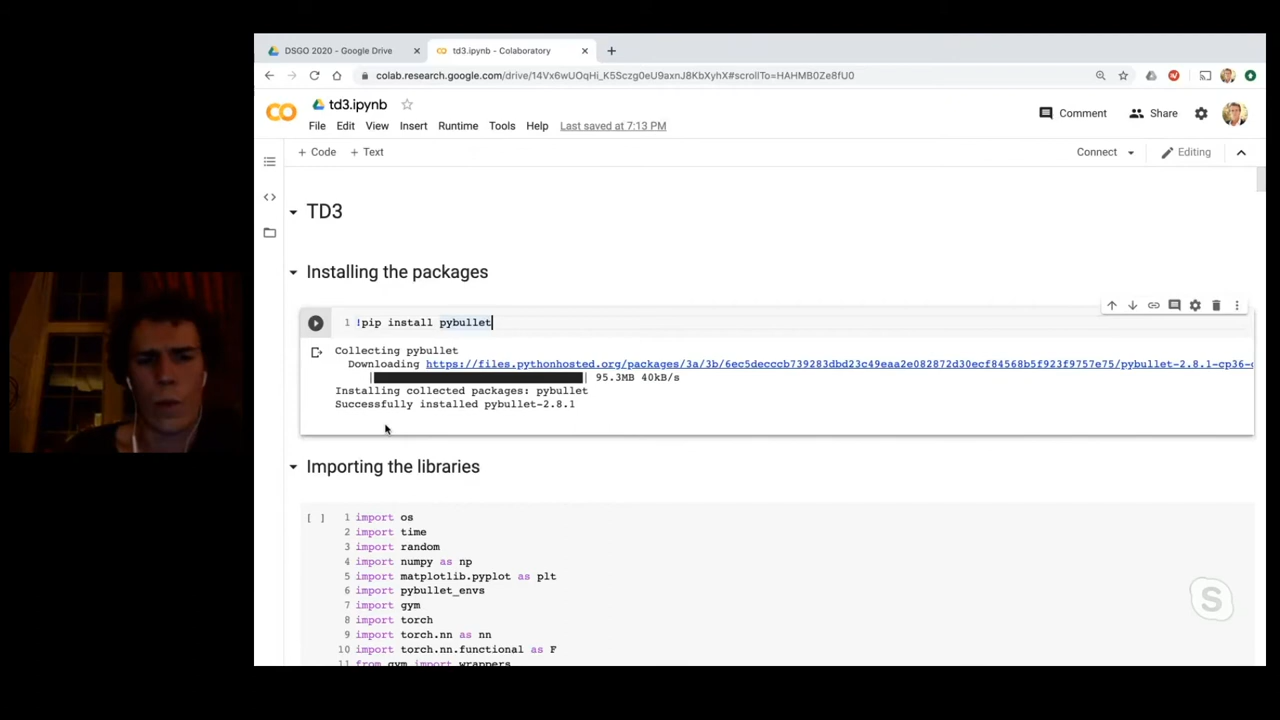 DSGO 2020 - Google Drive
td3.ipynb - Colaboratory
colab.research.google.com/drive/14Vx6wUOqHi_K5Sczg0eU9axnJ8KbXyhX#scrollTo=HAHMB0Ze8fU0
td3.ipynb
Comment
Share
File Edit View Insert Runtime Tools Help Last saved at 7:13 PM
+ Code + Text
Connect
Editing
TD3
Installing the packages
1 !pip install pybullet
Collecting pybullet
Downloading https://files.pythonhosted.org/packages/3a/3b/6ec5decccb739283dbd23c49eaa2e082872d30ecf84568b5f923f9757e75/pybullet-2.8.1-cp36-
| | 95.3MB 40kB/s
Installing collected packages: pybullet
Successfully installed pybullet-2.8.1
Importing the libraries
[ ] 1 import os
2 import time
3 import random
4 import numpy as np
5 import matplotlib.pyplot as plt
6 import pybullet_envs
7 import gym
8 import torch
9 import torch.nn as nn
10 import torch.nn.functional as F
11 from gym import wrappers
S